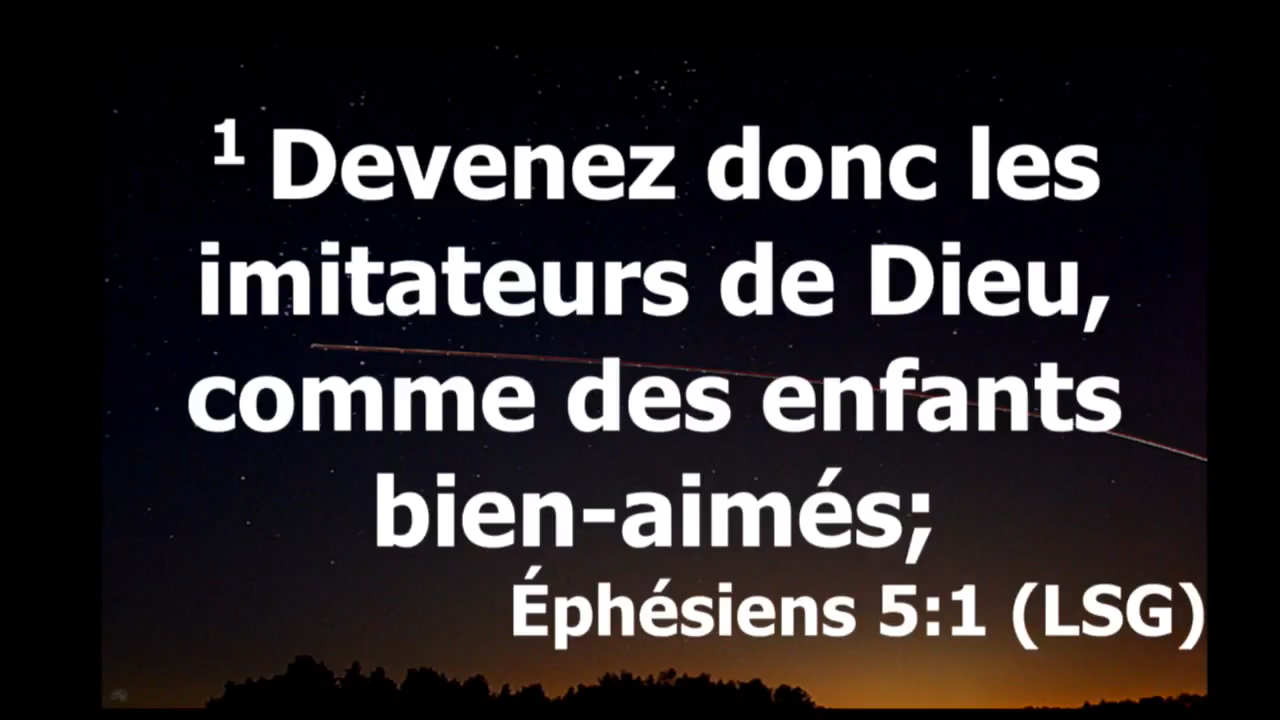 1 Devenez donc les
imitateurs de Dieu,
comme des enfants
bien-aimés;
Éphésiens 5:1 (LSG)